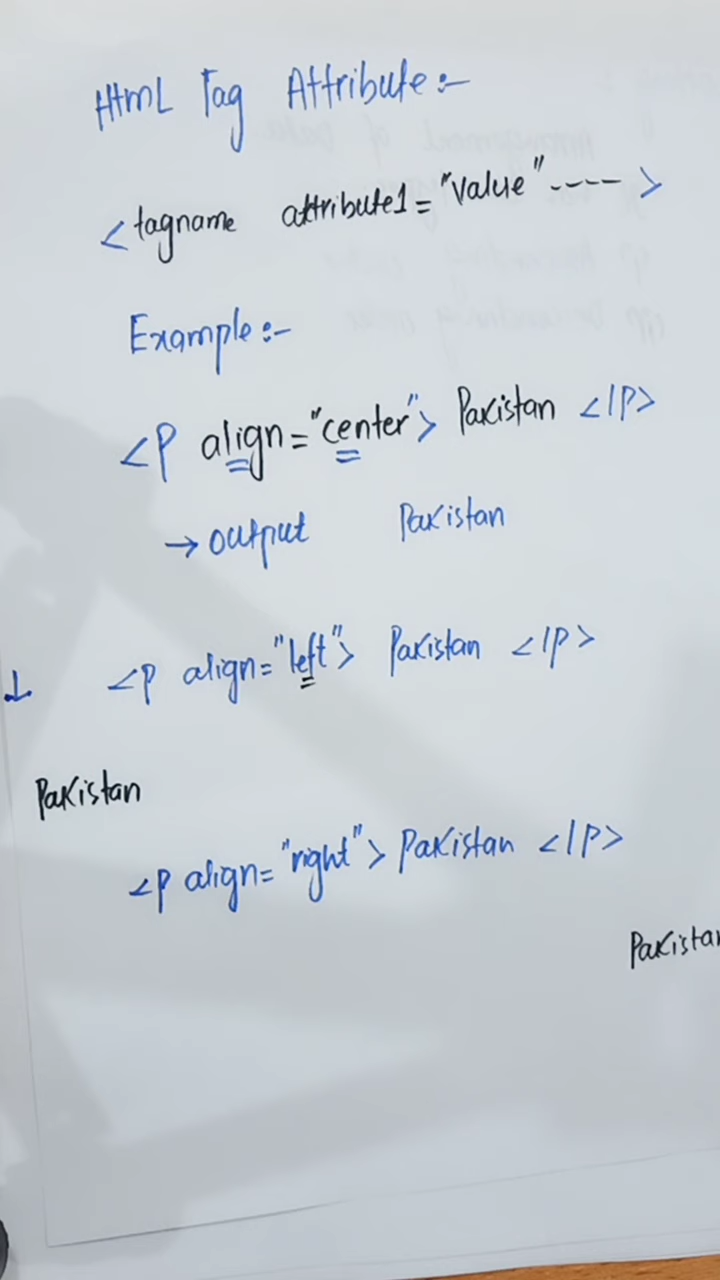 HTmL Tag Attribute:-
<tagname attribute1="value"---->
Example:-
<P align="center"> Pakistan </P>
→ output Pakistan
<P align="left"> Pakistan </P>
Pakistan
<P align="right"> Pakistan </P>
Pakistan